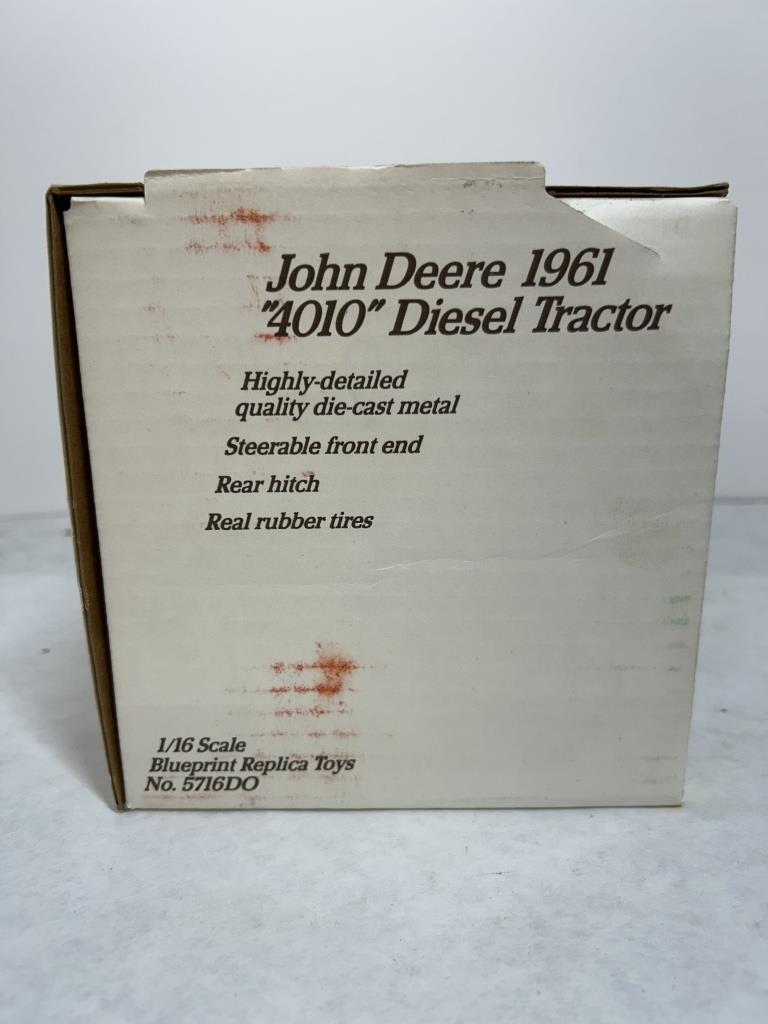 John Deere 1961
"4010" Diesel Tractor
Highly-detailed
quality die-cast metal
Steerable front end
Rear hitch
Real rubber tires
1/16 Scale
Blueprint Replica Toys
No. 5716DO